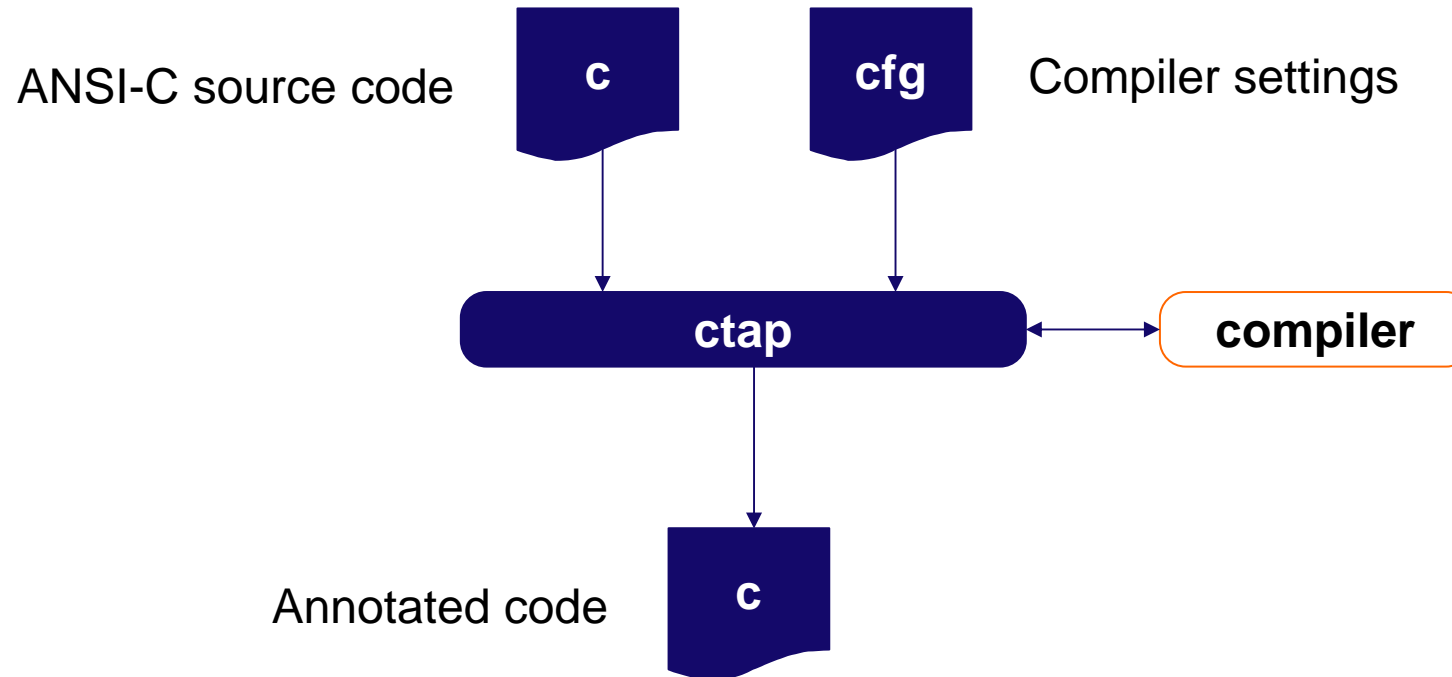 ANSI-C source code
c
cfg
Compiler settings
ctap
compiler
Annotated code
c